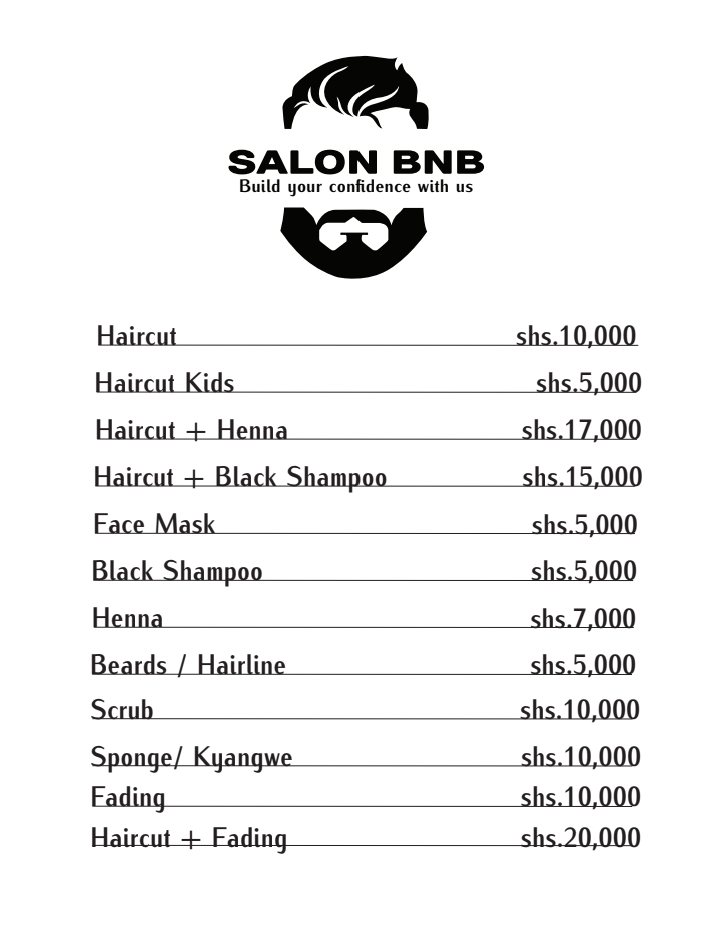 SALON BNB
Build your confidence with us
Haircut shs.10,000
Haircut Kids shs.5,000
Haircut + Henna shs.17,000
Haircut + Black Shampoo shs.15,000
Face Mask shs.5,000
Black Shampoo shs.5,000
Henna shs.7,000
Beards / Hairline shs.5,000
Scrub shs.10,000
Sponge/ Kyangwe shs.10,000
Fading shs.10,000
Haircut + Fading shs.20,000